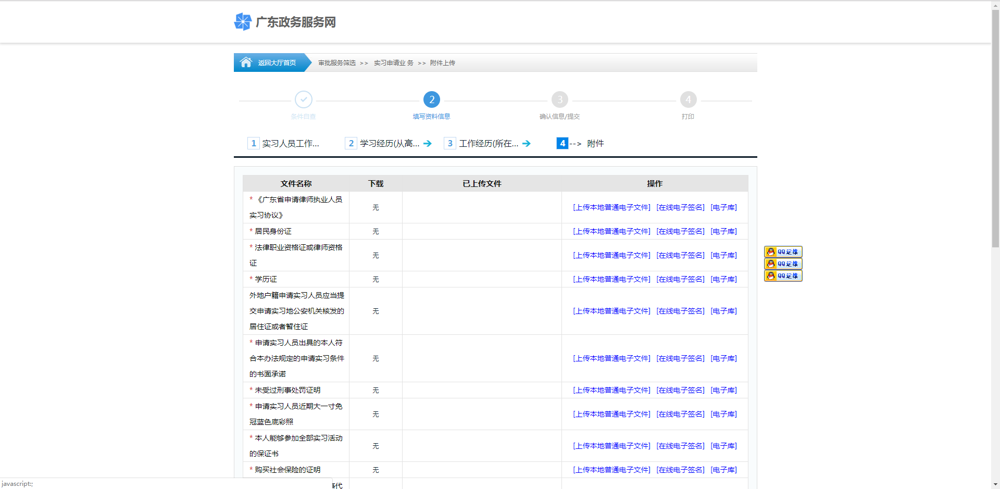 广东政务服务网
返回大厅首页 审批服务筛选 >> 实习申请业 务 >> 附件上传
2 3 4
条件自查 填写资料信息 确认信息/提交 打印
1 实习人员工作... 2 学习经历(从高... 3 工作经历(所在... 4 --> 附件
文件名称 下载 已上传文件 操作
* 《广东省申请律师执业人员
实习协议》
无 [上传本地普通电子文件] [在线电子签名] [电子库]
* 居民身份证 无 [上传本地普通电子文件] [在线电子签名] [电子库]
* 法律职业资格证或律师资格
证
无 [上传本地普通电子文件] [在线电子签名] [电子库]
* 学历证 无 [上传本地普通电子文件] [在线电子签名] [电子库]
外地户籍申请实习人员应当提
交申请实习地公安机关核发的
居住证或者暂住证
无 [上传本地普通电子文件] [在线电子签名] [电子库]
* 申请实习人员出具的本人符
合本办法规定的申请实习条件
的书面承诺
无 [上传本地普通电子文件] [在线电子签名] [电子库]
* 未受过刑事处罚证明 无 [上传本地普通电子文件] [在线电子签名] [电子库]
* 申请实习人员近期大一寸免
冠蓝色底彩照
无 [上传本地普通电子文件] [在线电子签名] [电子库]
* 本人能够参加全部实习活动
的保证书
无 [上传本地普通电子文件] [在线电子签名] [电子库]
* 购买社会保险的证明 无 [上传本地普通电子文件] [在线电子签名] [电子库]
代
QQ运维
QQ运维
QQ运维
javascript:;